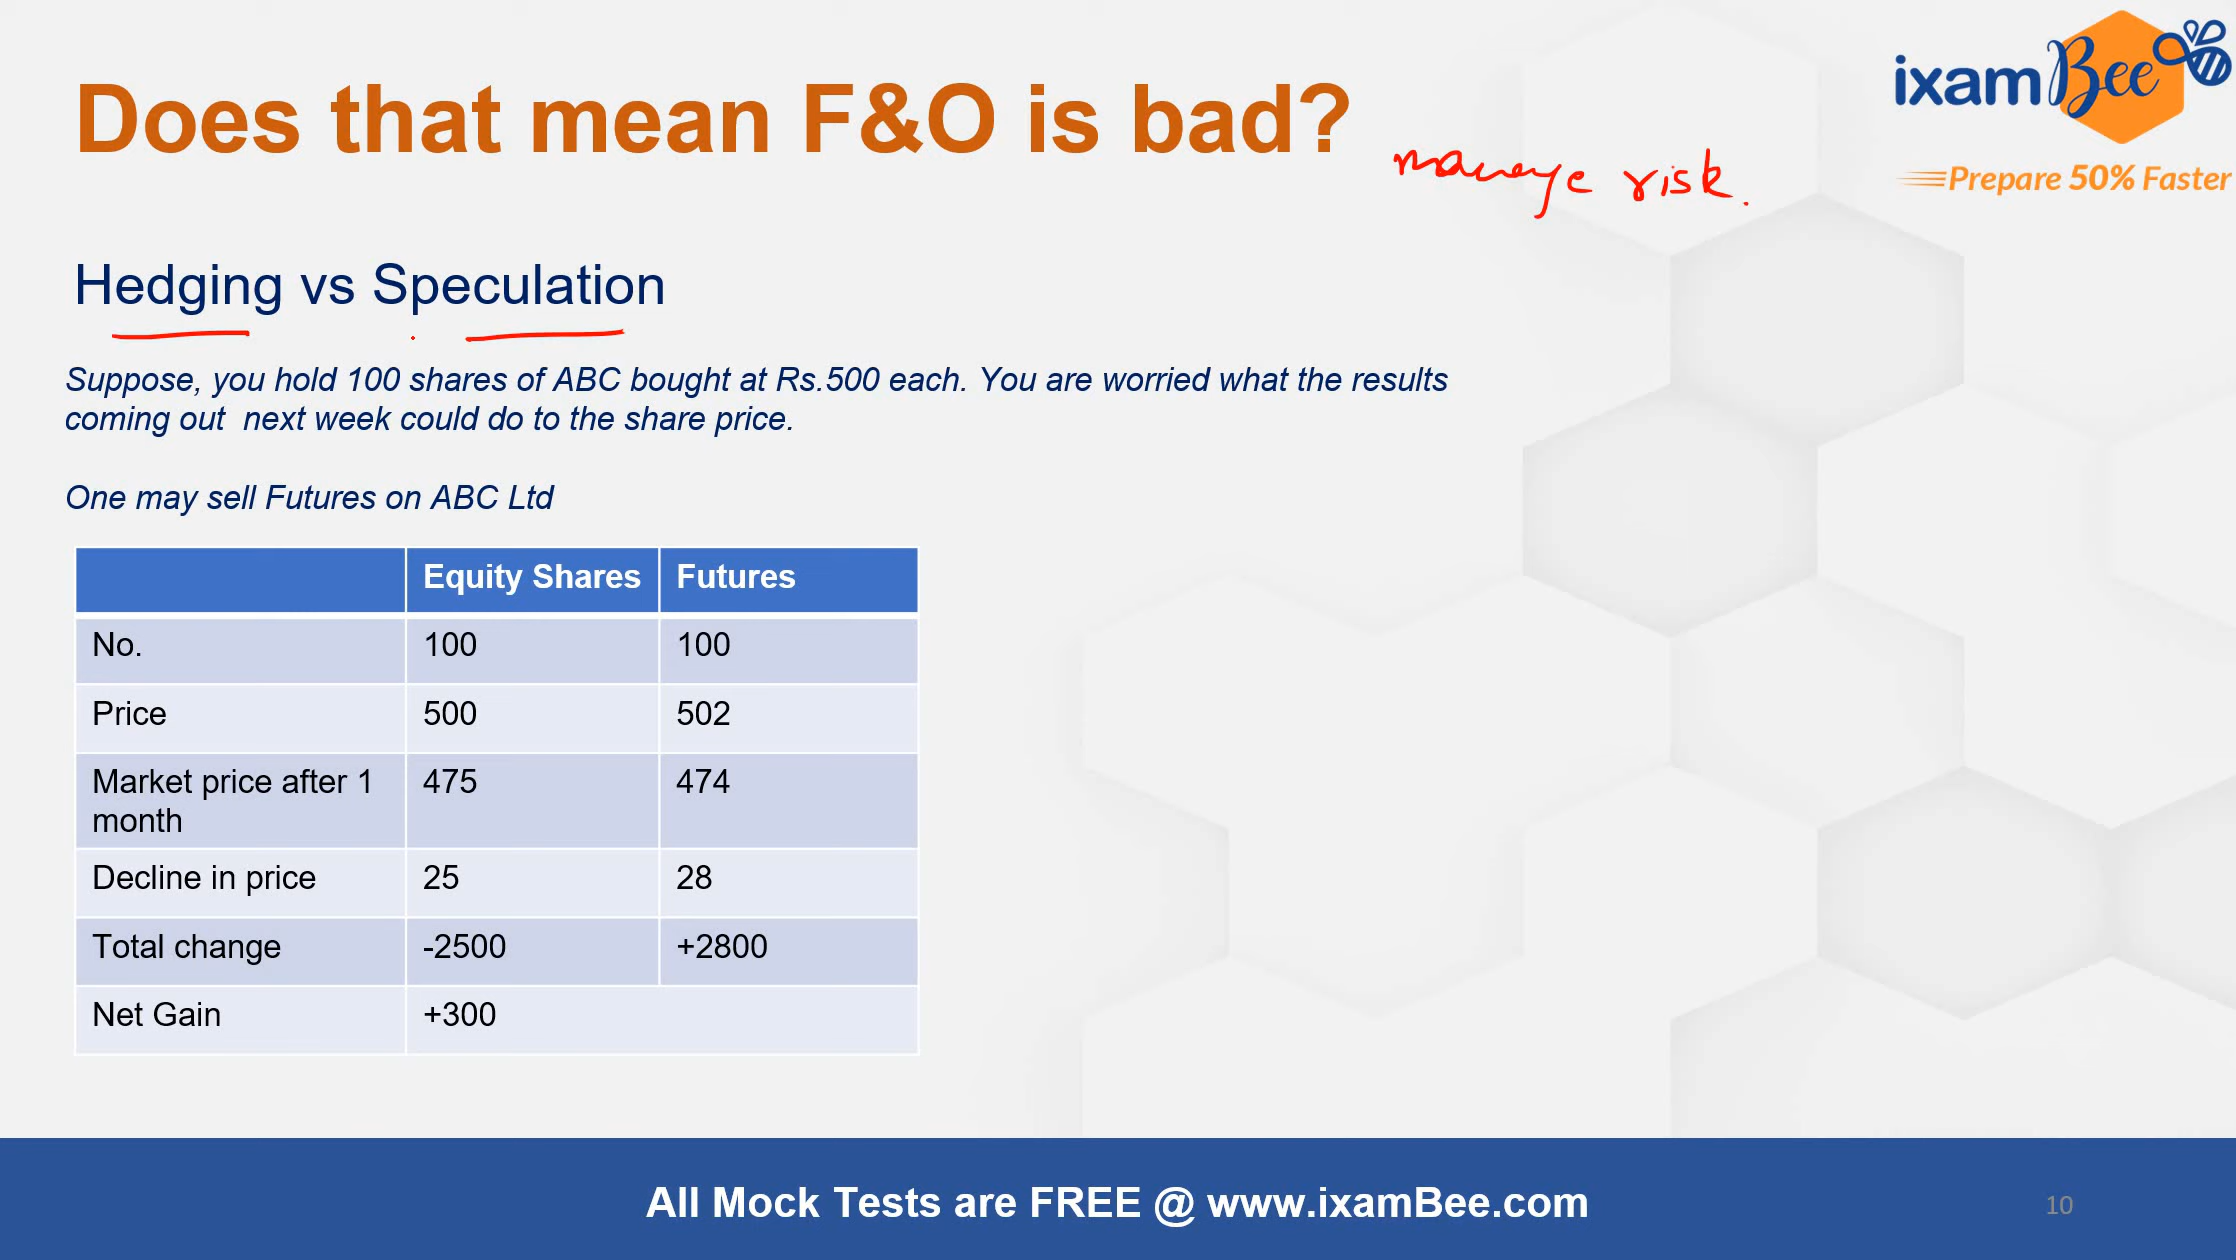 Does that mean F&O is bad?
manage risk.
ixamBee
Prepare 50% Faster
Hedging vs Speculation
Suppose, you hold 100 shares of ABC bought at Rs.500 each. You are worried what the results
coming out  next week could do to the share price.
One may sell Futures on ABC Ltd
Equity Shares Futures
No. 100 100
Price 500 502
Market price after 1 475 474
month
Decline in price 25 28
Total change -2500 +2800
Net Gain +300
All Mock Tests are FREE @ www.ixamBee.com
10